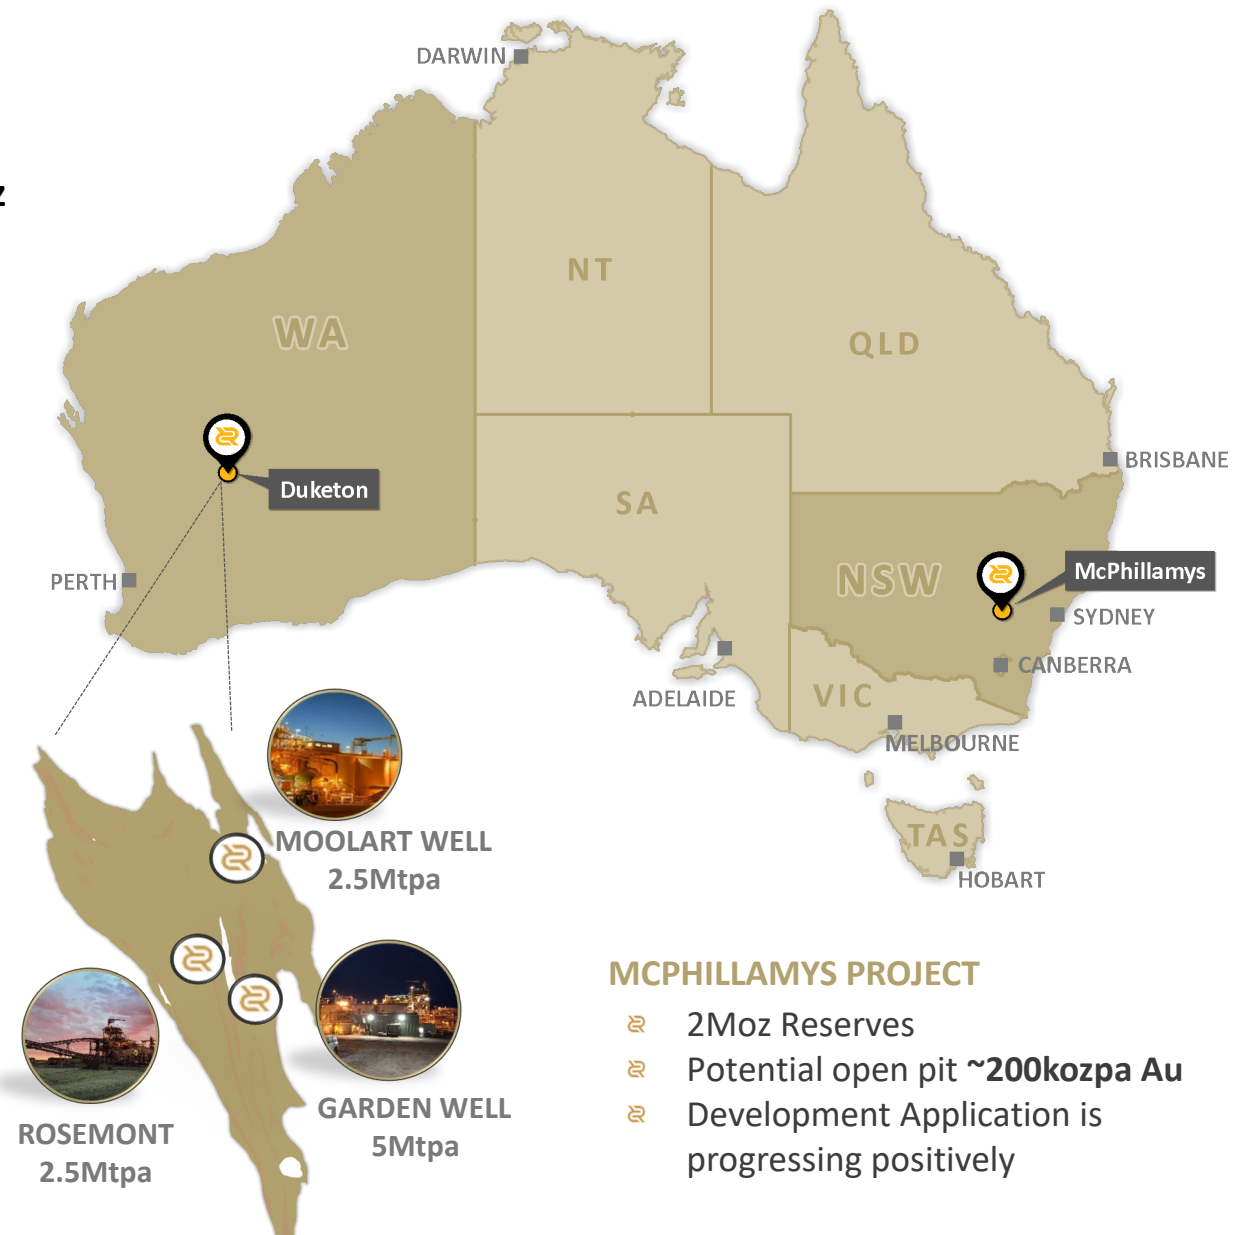 DARWIN
z
NT
WA
QLD
BRISBANE
Duketon
SA
McPhillamys
NSW
PERTH
SYDNEY
CANBERRA
ADELAIDE
VIC
MELBOURNE
TAS
HOBART
MOOLART WELL
2.5Mtpa
GARDEN WELL
5Mtpa
ROSEMONT
2.5Mtpa
MCPHILLAMYS PROJECT
2Moz Reserves
Potential open pit ~200kozpa Au
Development Application is
progressing positively